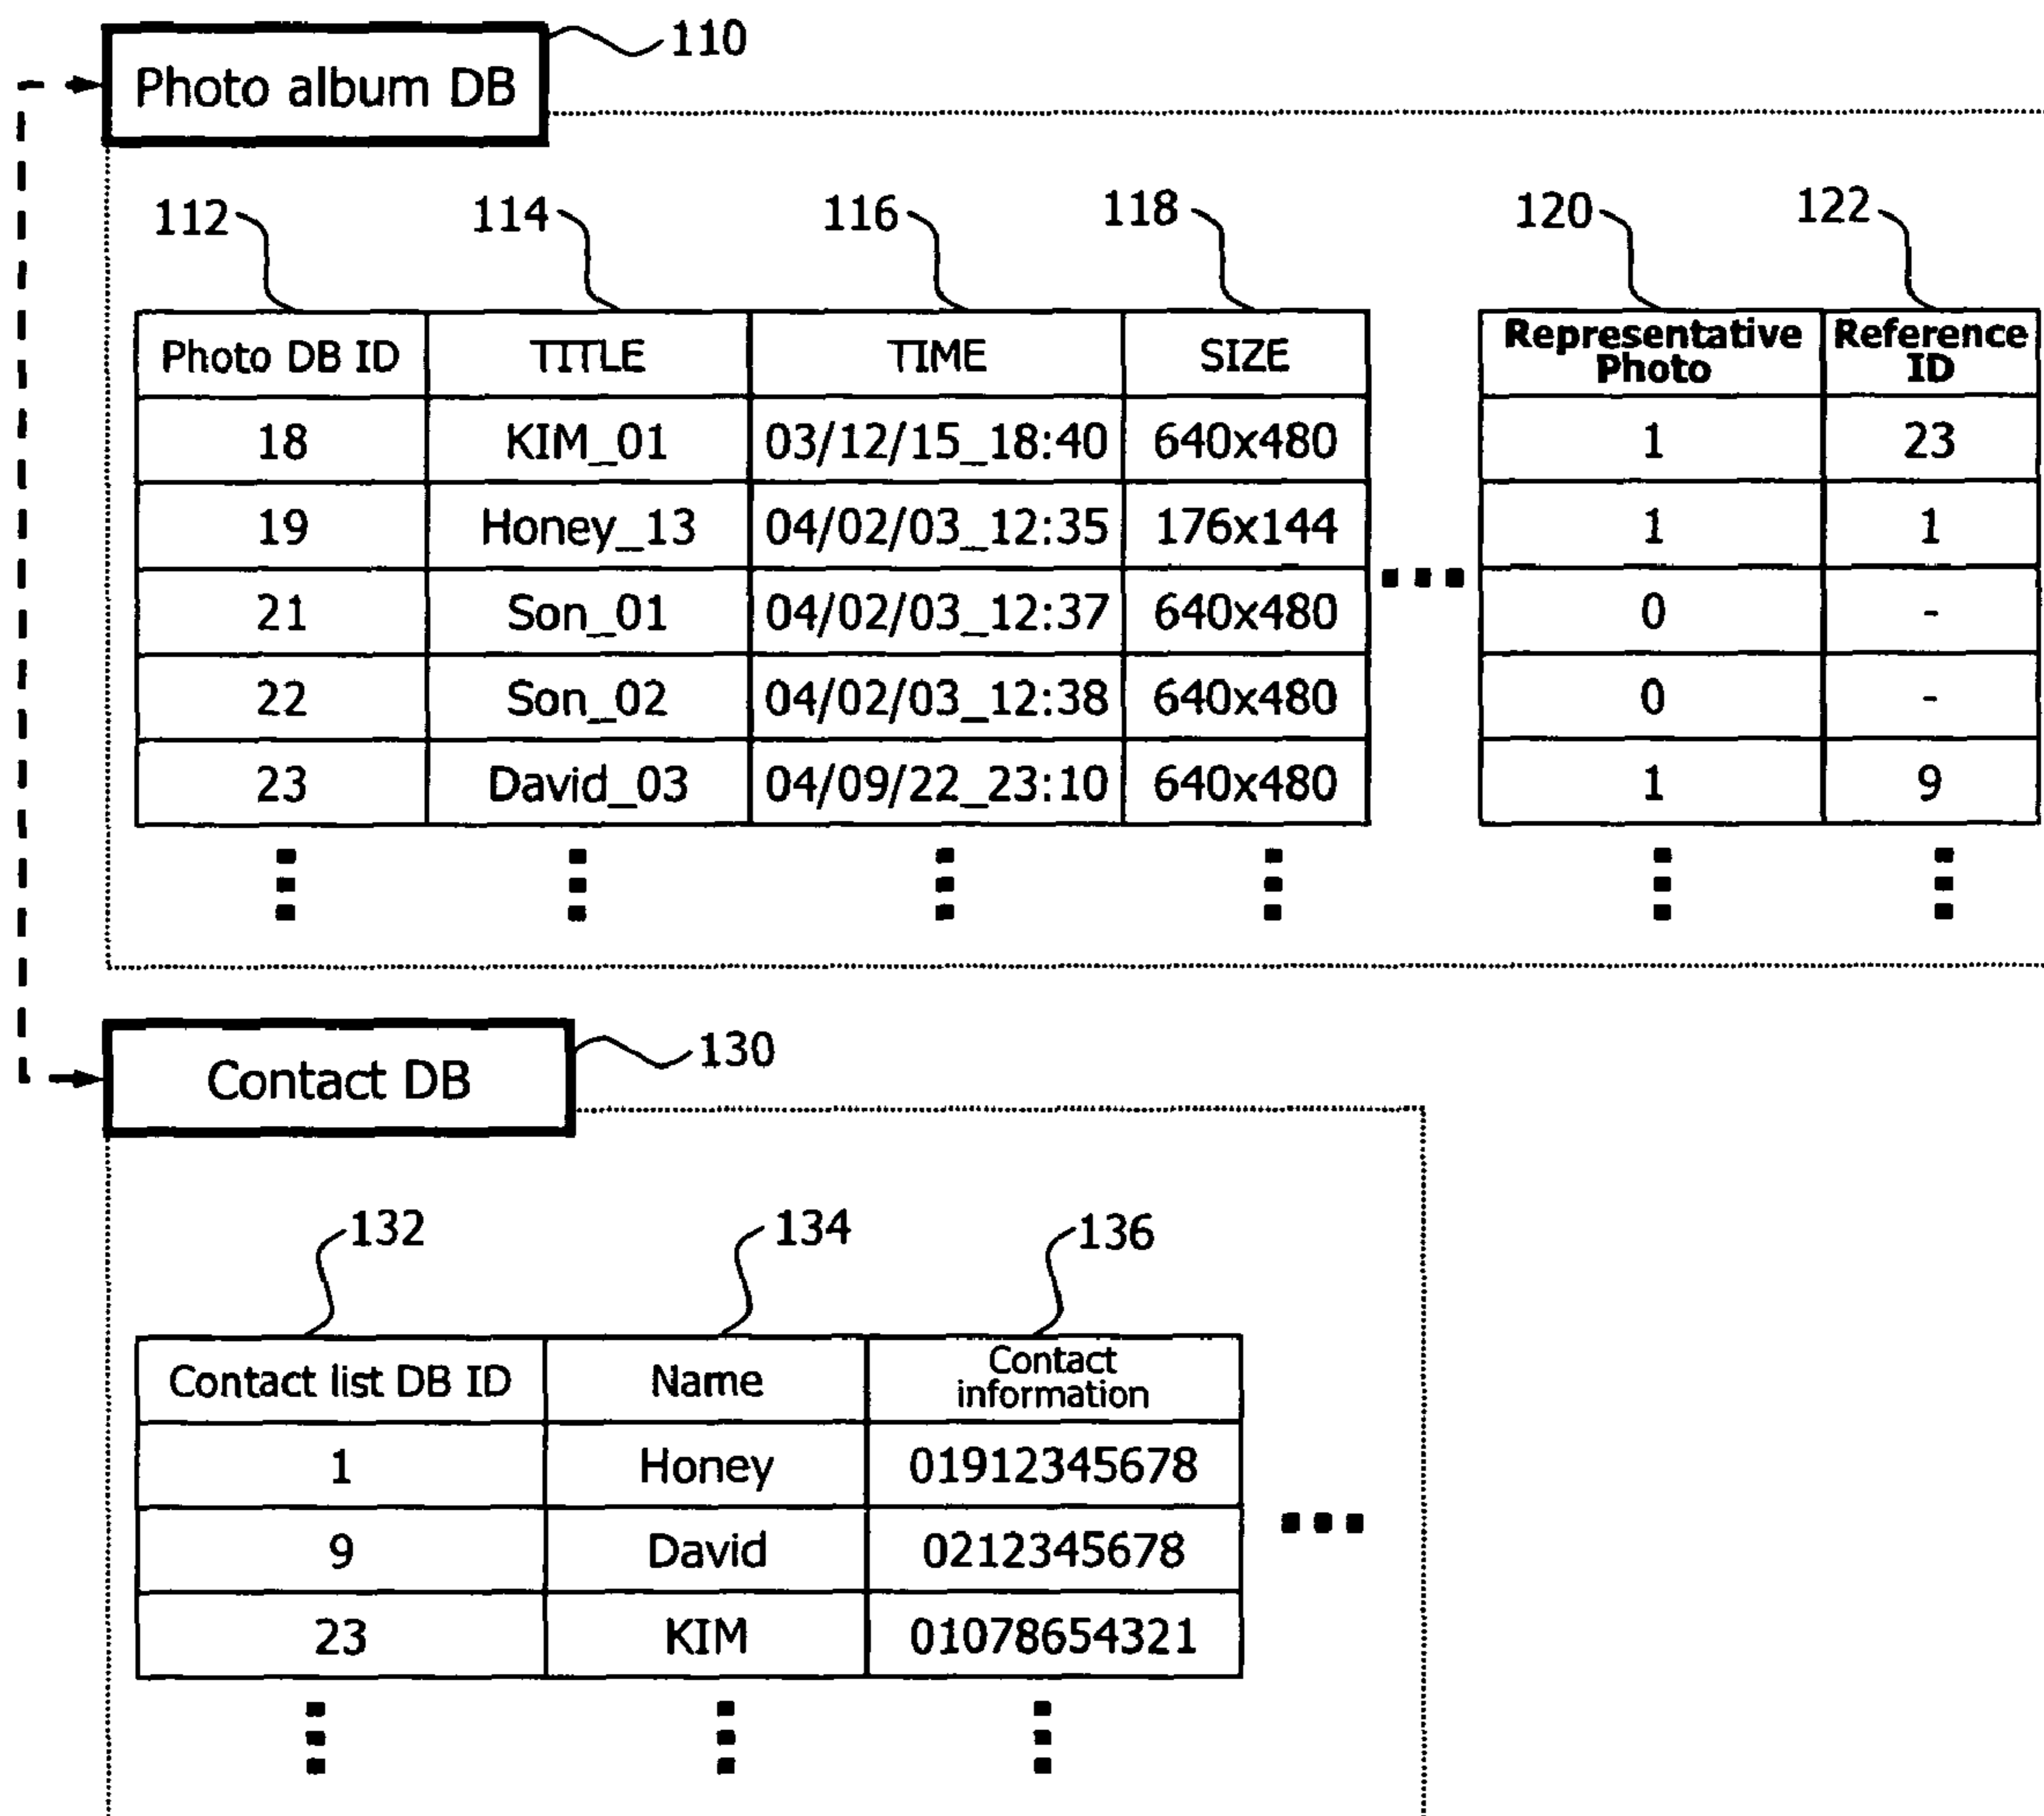 110
Photo album DB
112 114 116 118 120 122
Photo DB ID TITLE TIME SIZE Representative Photo Reference ID
18 KIM_01 03/12/15_18:40 640x480 1 23
19 Honey_13 04/02/03_12:35 176x144 1 1
21 Son_01 04/02/03_12:37 640x480 0 -
22 Son_02 04/02/03_12:38 640x480 0 -
23 David_03 04/09/22_23:10 640x480 1 9
130
Contact DB
132 134 136
Contact list DB ID Name Contact information
1 Honey 01912345678
9 David 0212345678
23 KIM 01078654321